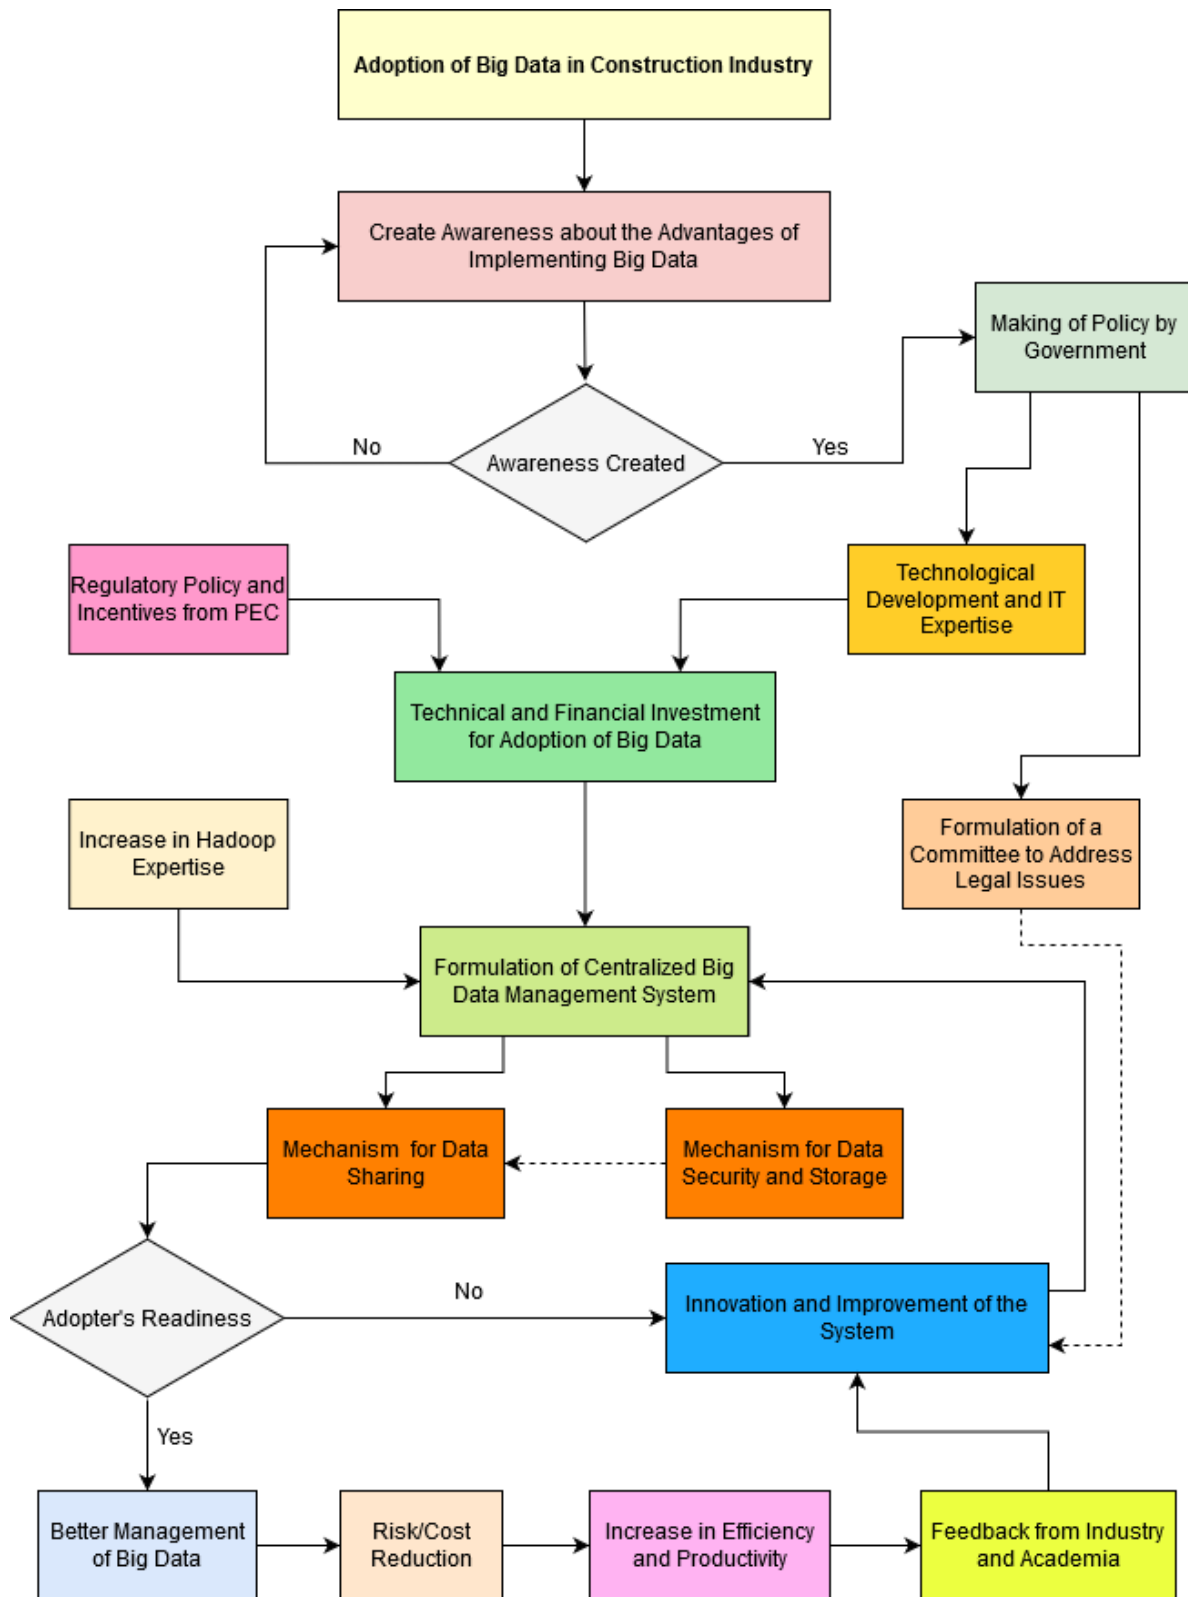 Adoption of Big Data in Construction Industry
Create Awareness about the Advantages of
Implementing Big Data
Making of Policy by
Government
No
Yes
Awareness Created
Regulatory Policy and
Incentives from PEC
Technological
Development and IT
Expertise
Technical and Financial Investment
for Adoption of Big Data
Increase in Hadoop
Expertise
Formulation of a
Committee to Address
Legal Issues
Formulation of Centralized Big
Data Management System
Mechanism for Data
Sharing
Mechanism for Data
Security and Storage
Adopter's Readiness
No
Innovation and Improvement of the
System
Yes
Better Management
of Big Data
Risk/Cost
Reduction
Increase in Efficiency
and Productivity
Feedback from Industry
and Academia